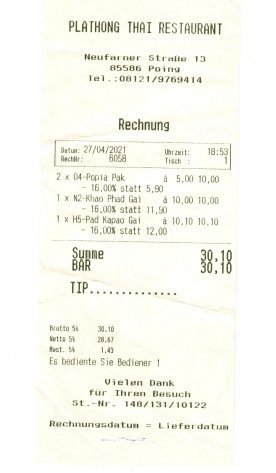 PLATHONG THAI RESTAURANT
Neufarner Straße 13
85586 Poing
Tel.:08121/9769414
Rechnung
Datum: 27/04/2021 Uhrzeit: 18:53
RechNr: 6058 Tisch : 1
2 x 04-Popia Pak á 5,00 10,00
- 16,00% statt 5,90
1 x N2-Khao Phad Gai á 10,00 10,00
- 16,00% statt 11,90
1 x H5-Pad Kapao Gai á 10,10 10,10
- 16,00% statt 12,00
Summe 30,10
BAR 30,10
TIP..............
Brutto 5% 30,10
Netto 5% 28,67
Mwst. 5% 1,43
Es bediente Sie Bediener 1
Vielen Dank
für Ihren Besuch
St.-Nr. 148/131/10122
Rechnungsdatum = Lieferdatum